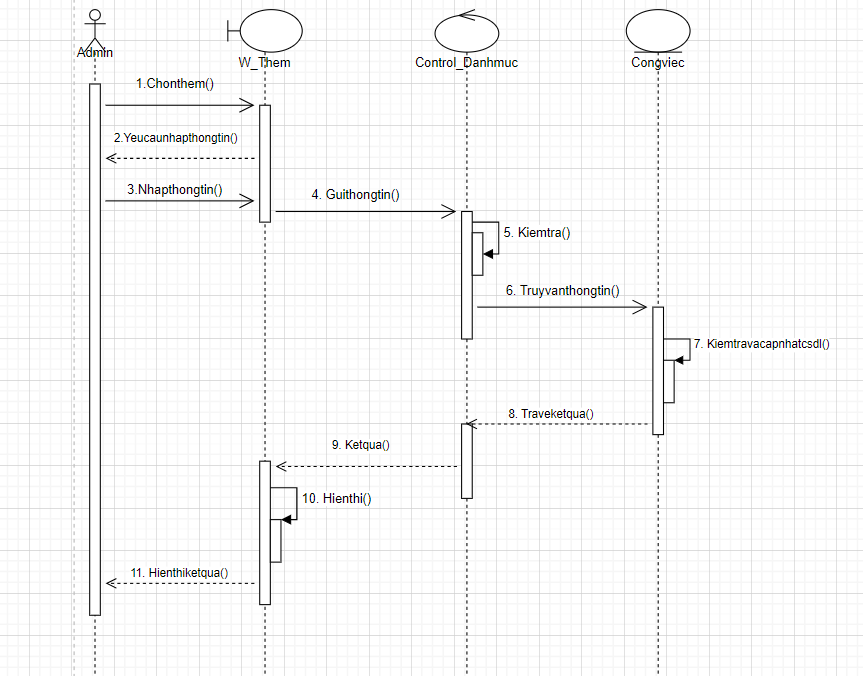 Admin
W_Them
Control_Danhmuc
Congviec
1.Chonthem()
2.Yeucaunhapthongtin()
3.Nhapthongtin()
4. Guithongtin()
5. Kiemtra()
6. Truyvanthongtin()
7. Kiemtravacapnhatcsdl()
8. Traveketqua()
9. Ketqua()
10. Hienthi()
11. Hienthiketqua()